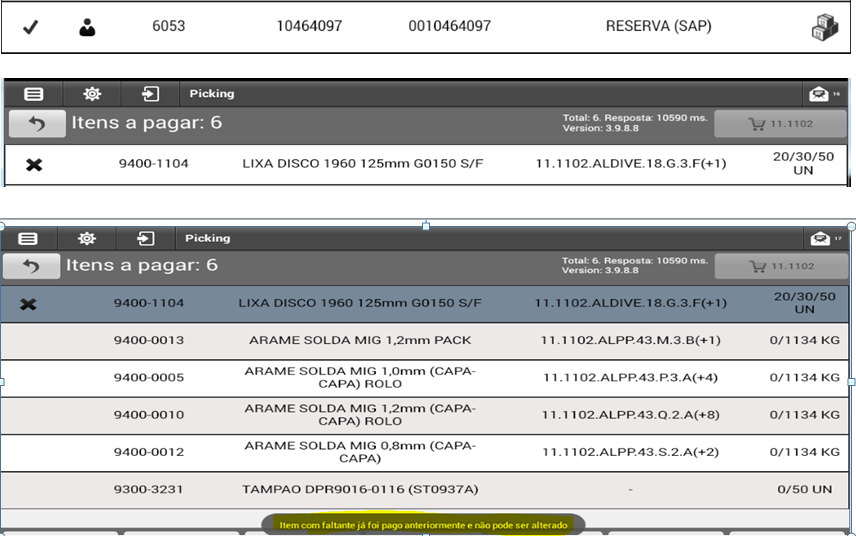 6053 10464097 0010464097 RESERVA (SAP)
Picking 16
Itens a pagar: 6 Total: 6. Resposta: 10590 ms. 11.1102
Version: 3.9.8.8
9400-1104 LIXA DISCO 1960 125mm G0150 S/F 11.1102.ALDIVE.18.G.3.F(+1) 20/30/50
UN
Picking 17
Itens a pagar: 6 Total: 6. Resposta: 10590 ms. 11.1102
Version: 3.9.8.8
9400-1104 LIXA DISCO 1960 125mm G0150 S/F 11.1102.ALDIVE.18.G.3.F(+1) 20/30/50
UN
9400-0013 ARAME SOLDA MIG 1,2mm PACK 11.1102.ALPP.43.M.3.B(+1) 0/1134 KG
9400-0005 ARAME SOLDA MIG 1,0mm (CAPA-
CAPA) ROLO 11.1102.ALPP.43.P.3.A(+4) 0/1134 KG
9400-0010 ARAME SOLDA MIG 1,2mm (CAPA-
CAPA) ROLO 11.1102.ALPP.43.Q.2.A(+8) 0/1134 KG
9400-0012 ARAME SOLDA MIG 0,8mm (CAPA-
CAPA) 11.1102.ALPP.43.S.2.A(+2) 0/1134 KG
9300-3231 TAMPAO DPR9016-0116 (ST0937A) - 0/50 UN
Item com faltante já foi pago anteriormente e não pode ser alterado